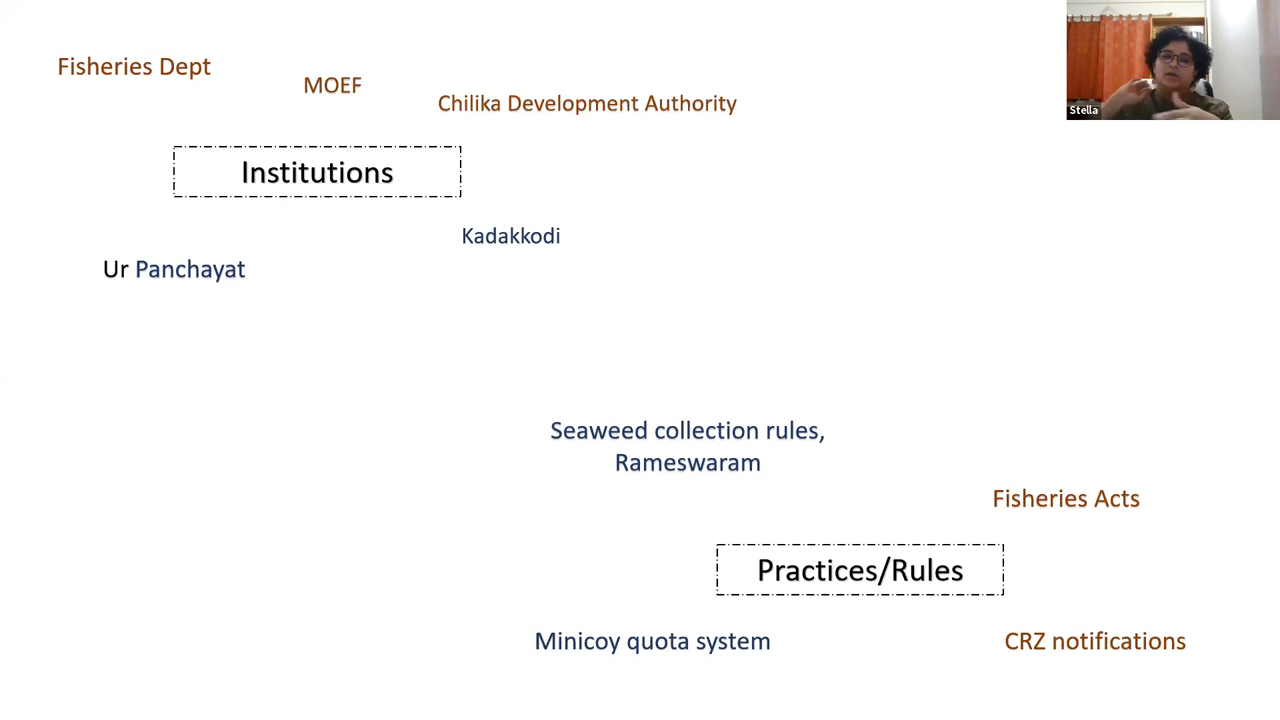 Fisheries Dept
MOEF
Chilika Development Authority
Stella
Institutions
Kadakkodi
Ur Panchayat
Seaweed collection rules,
Rameswaram
Fisheries Acts
Practices/Rules
Minicoy quota system
CRZ notifications